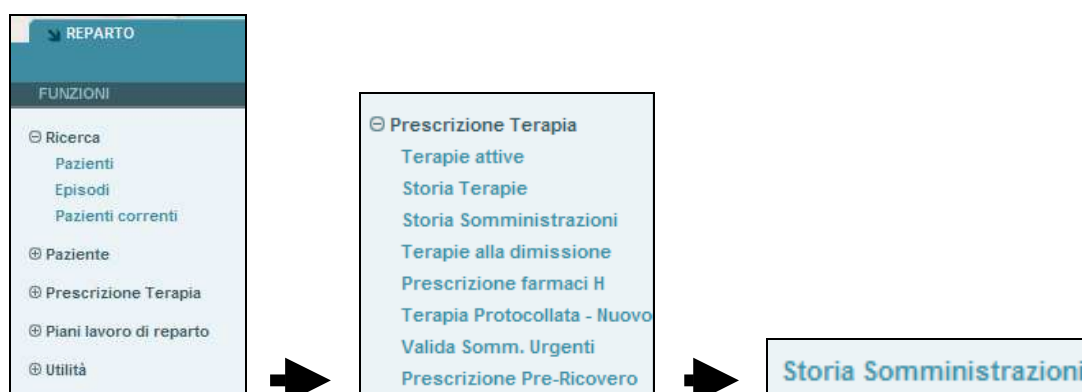 REPARTO
FUNZIONI
Ricerca
Pazienti
Episodi
Pazienti correnti
Paziente
Prescrizione Terapia
Piani lavoro di reparto
Utilità
Prescrizione Terapia
Terapie attive
Storia Terapie
Storia Somministrazioni
Terapie alla dimissione
Prescrizione farmaci H
Terapia Protocollata - Nuovo
Valida Somm. Urgenti
Prescrizione Pre-Ricovero
Storia Somministrazioni